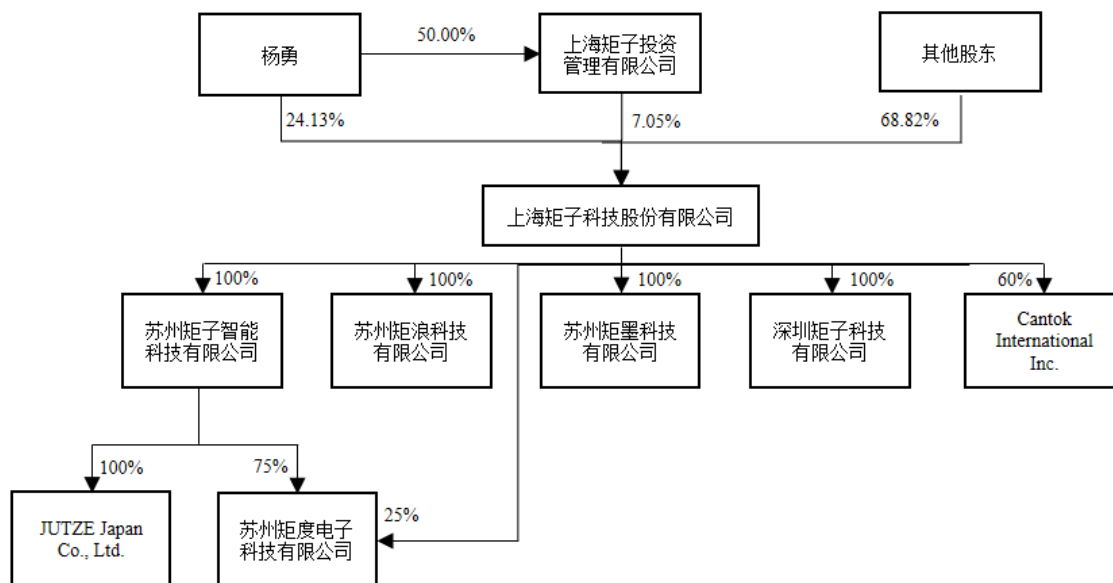 杨勇
50.00%
上海矩子投资
管理有限公司
其他股东
24.13%
7.05%
68.82%
上海矩子科技股份有限公司
100%
100%
100%
100%
60%
苏州矩子智能
科技有限公司
苏州矩浪科技
有限公司
苏州矩墨科技
有限公司
深圳矩子科技
有限公司
Cantok
International
Inc.
100%
75%
25%
JUTZE Japan
Co., Ltd.
苏州矩度电子
科技有限公司